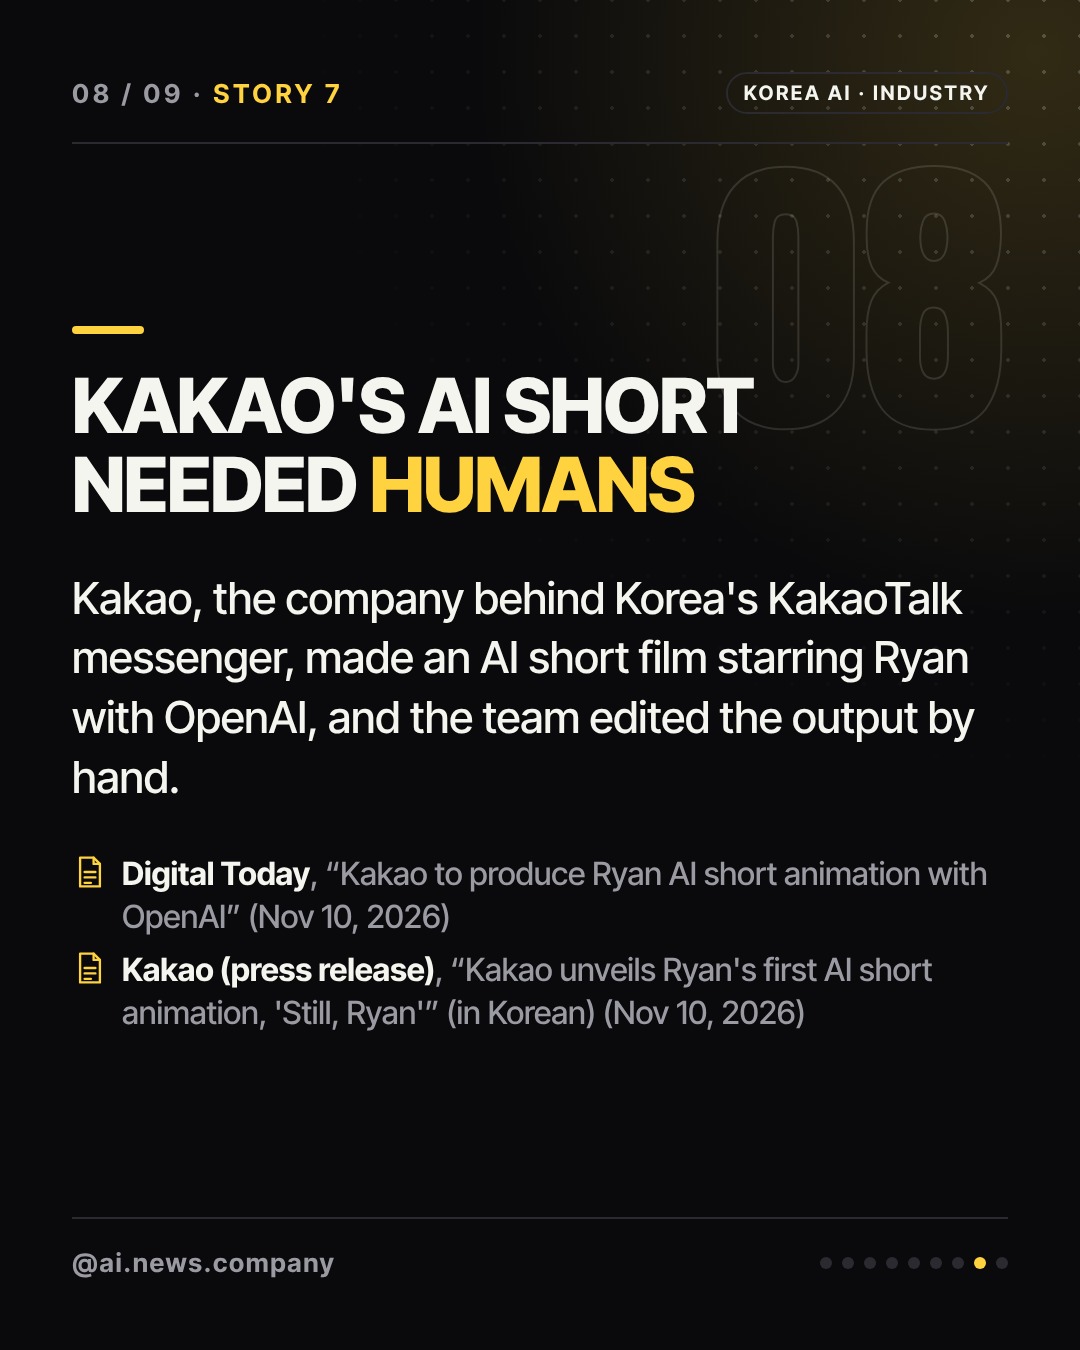 08 / 09 · STORY 7
KOREA AI · INDUSTRY
08
KAKAO'S AI SHORT
NEEDED HUMANS
Kakao, the company behind Korea's KakaoTalk
messenger, made an AI short film starring Ryan
with OpenAI, and the team edited the output by
hand.
Digital Today, “Kakao to produce Ryan AI short animation with
OpenAI” (Nov 10, 2026)
Kakao (press release), “Kakao unveils Ryan's first AI short
animation, 'Still, Ryan'” (in Korean) (Nov 10, 2026)
@ai.news.company